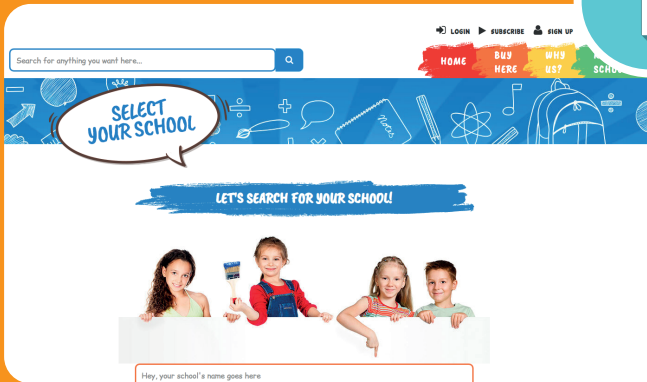 LOGIN SUBSCRIBE SIGN UP
Search for anything you want here...
HOME
BUY
HERE
WHY
US?
SELECT
YOUR SCHOOL
Notes
LET'S SEARCH FOR YOUR SCHOOL!
Hey, your school's name goes here